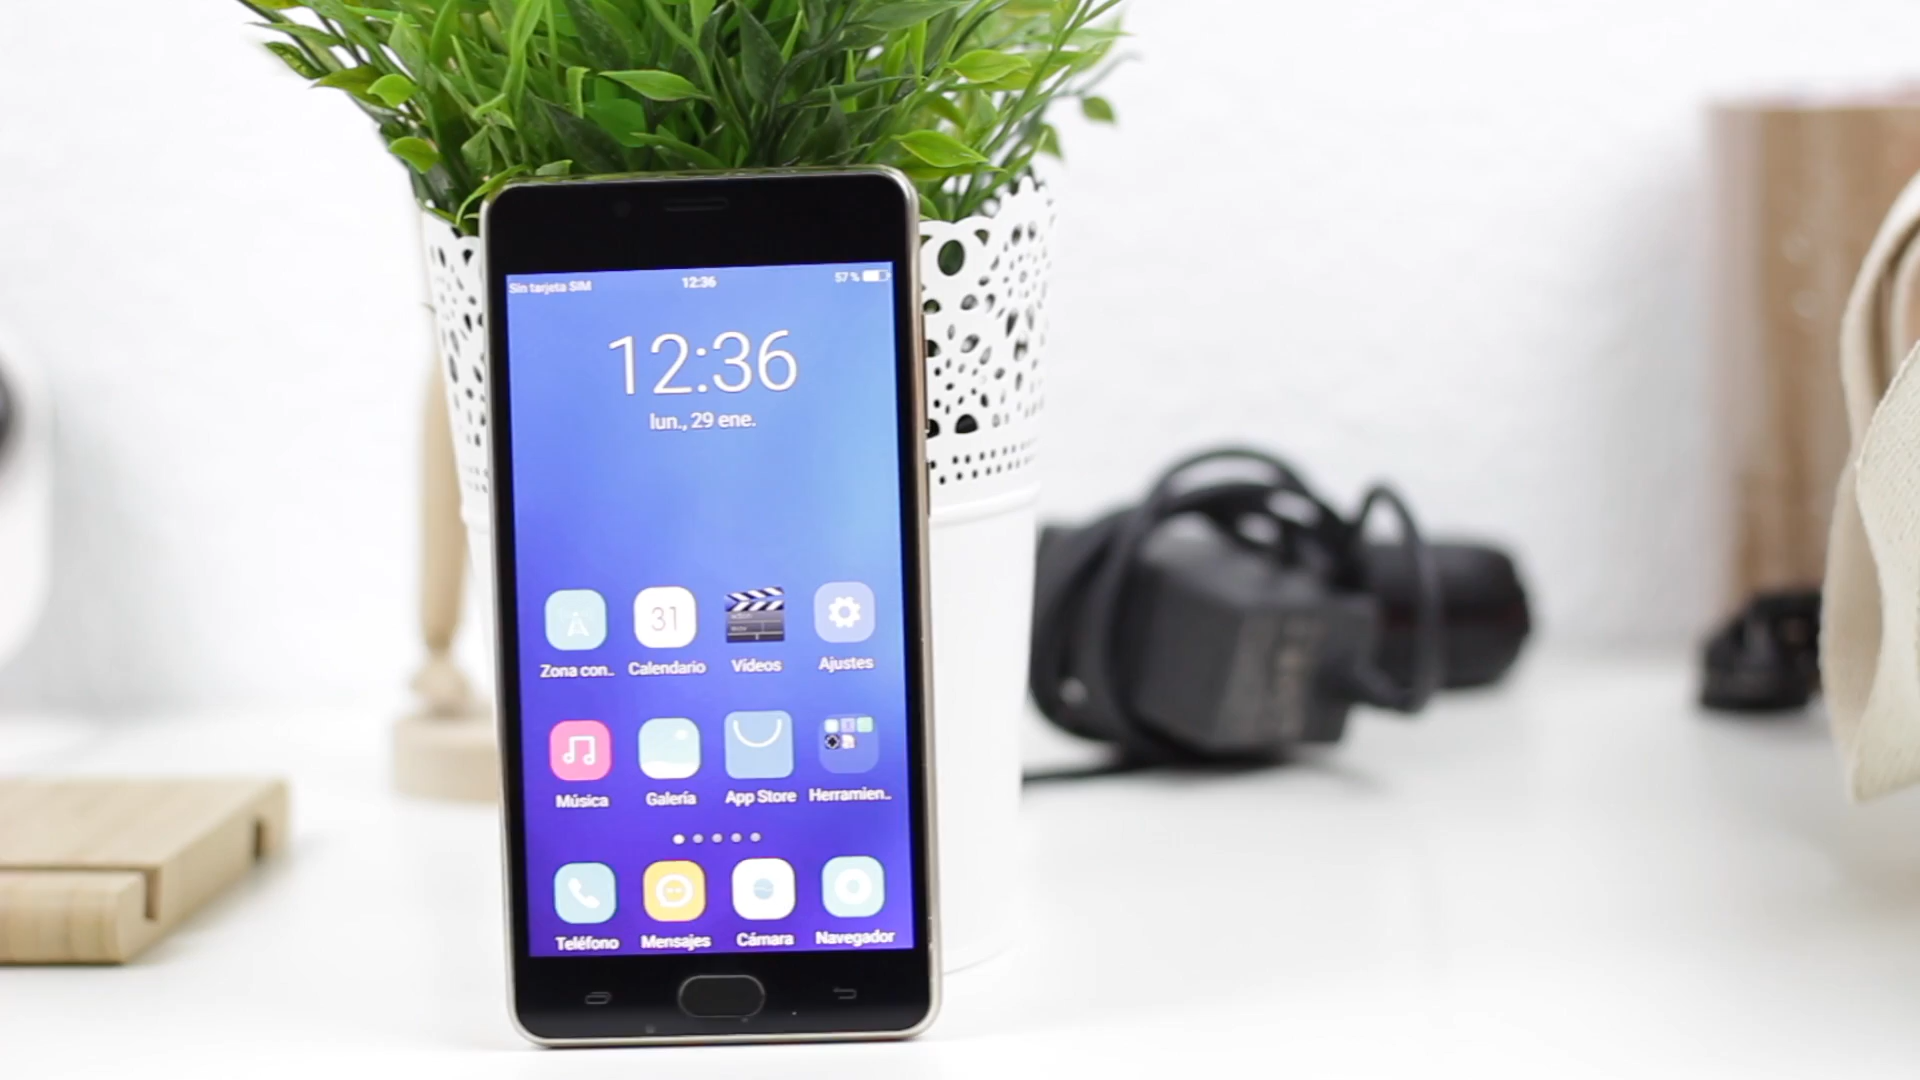 Sin tarjeta SIM 12:36 57 %
12:36
lun., 29 ene.
31
Zona con.. Calendario Vídeos Ajustes
Música Galería App Store Herramien..
Teléfono Mensajes Cámara Navegador